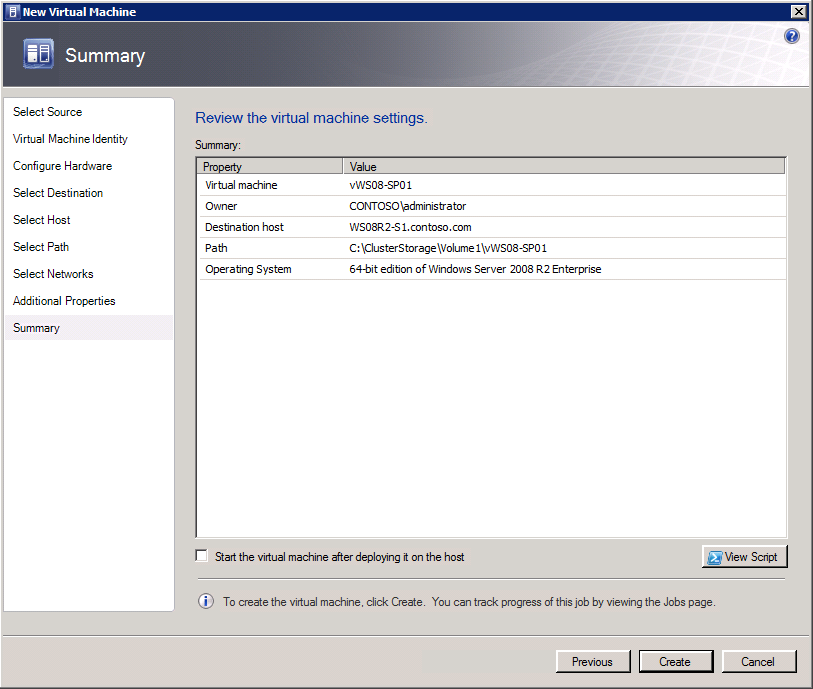 New Virtual Machine
Summary
Select Source
Virtual Machine Identity
Configure Hardware
Select Destination
Select Host
Select Path
Select Networks
Additional Properties
Summary
Review the virtual machine settings.
Summary:
Property Value
Virtual machine vWS08-SP01
Owner CONTOSO\administrator
Destination host WS08R2-S1.contoso.com
Path C:\ClusterStorage\Volume1\vWS08-SP01
Operating System 64-bit edition of Windows Server 2008 R2 Enterprise
Start the virtual machine after deploying it on the host
View Script
To create the virtual machine, click Create. You can track progress of this job by viewing the Jobs page.
Previous Create Cancel